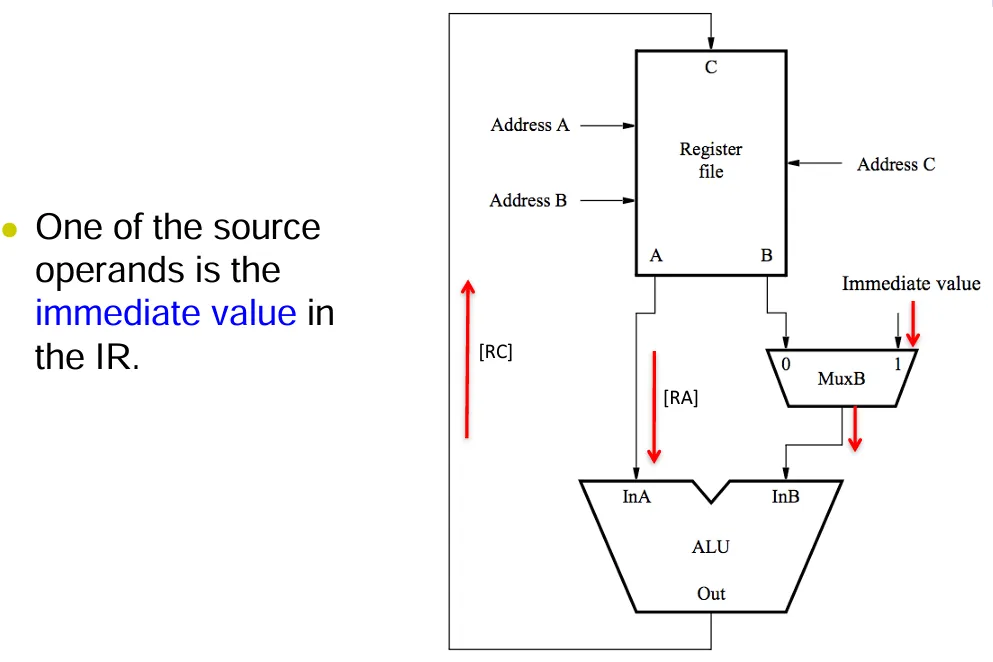 One of the source
operands is the
immediate value in
the IR.
C
Address A
Register
file
Address C
Address B
A
B
Immediate value
[RC]
0
1
MuxB
[RA]
InA
InB
ALU
Out